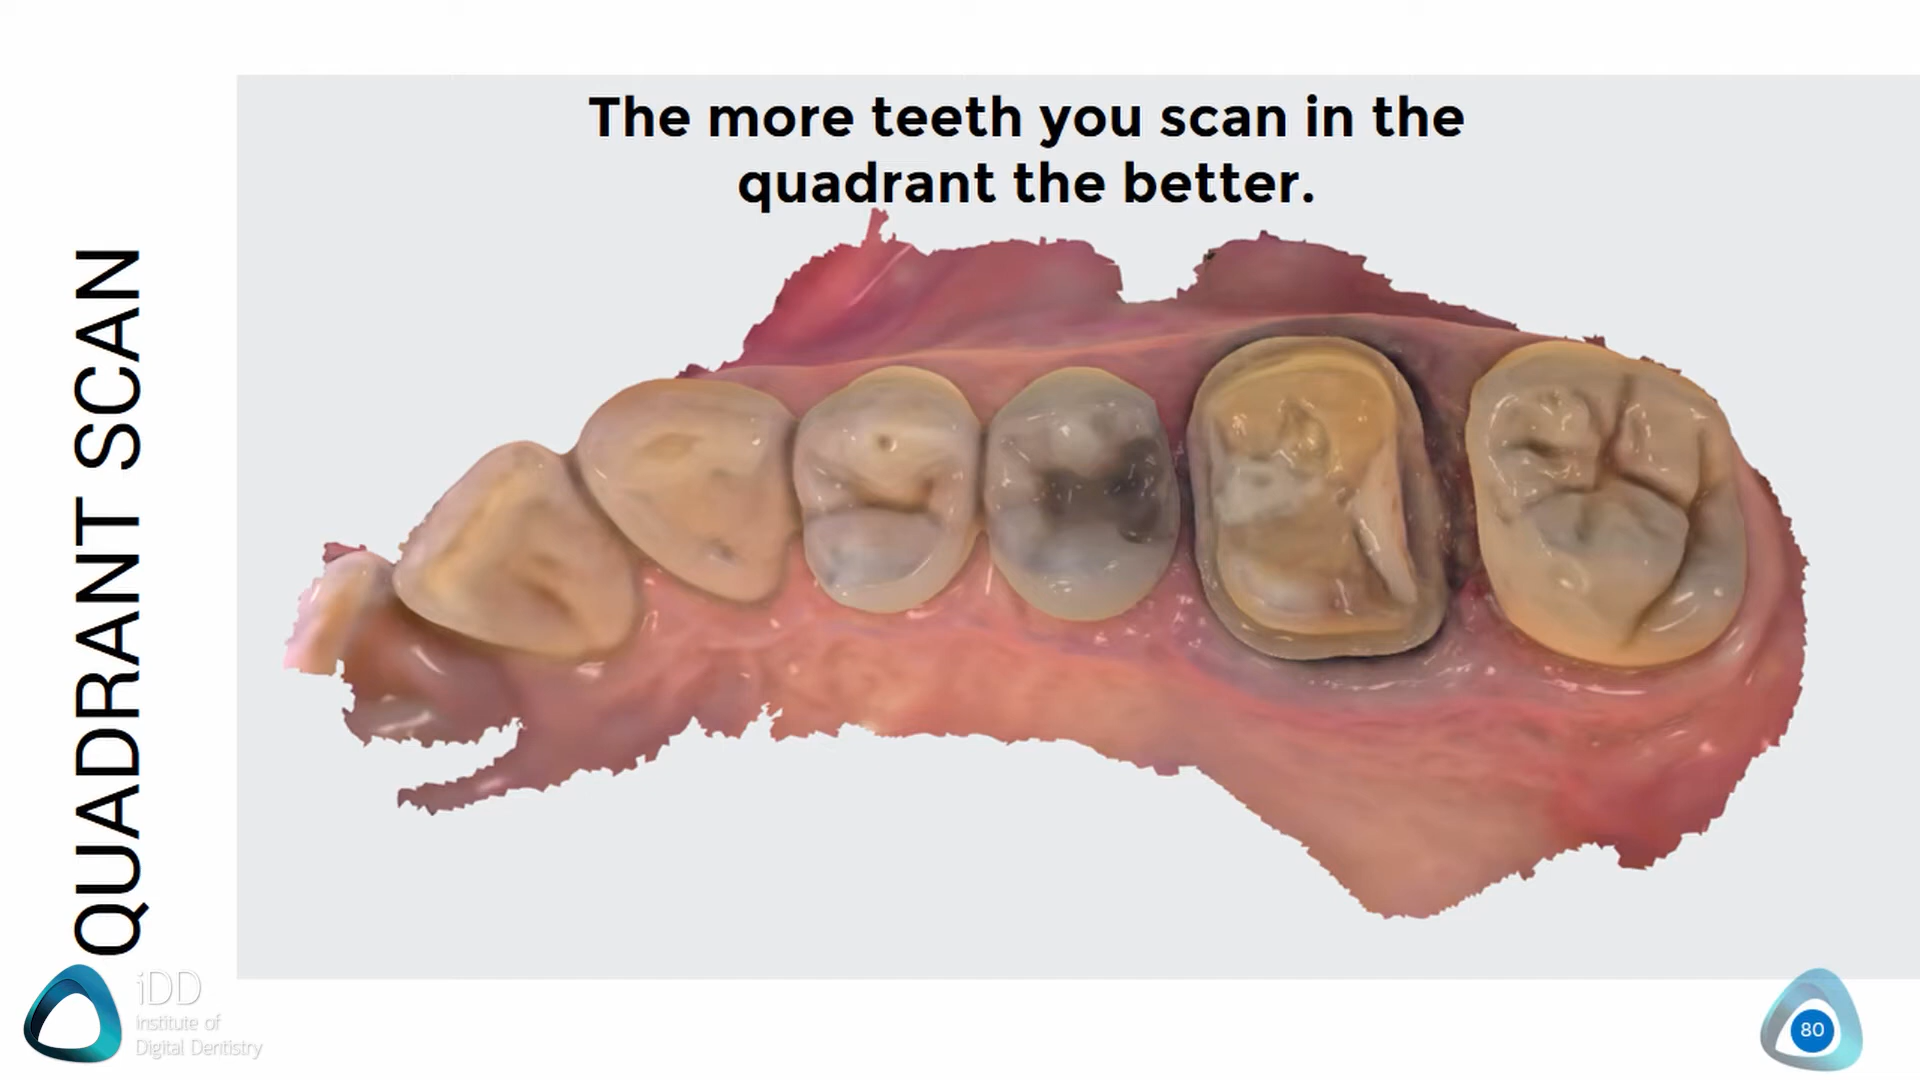 The more teeth you scan in the
quadrant the better.
QUADRANT SCAN
iDD
Institute of
Digital Dentistry
80